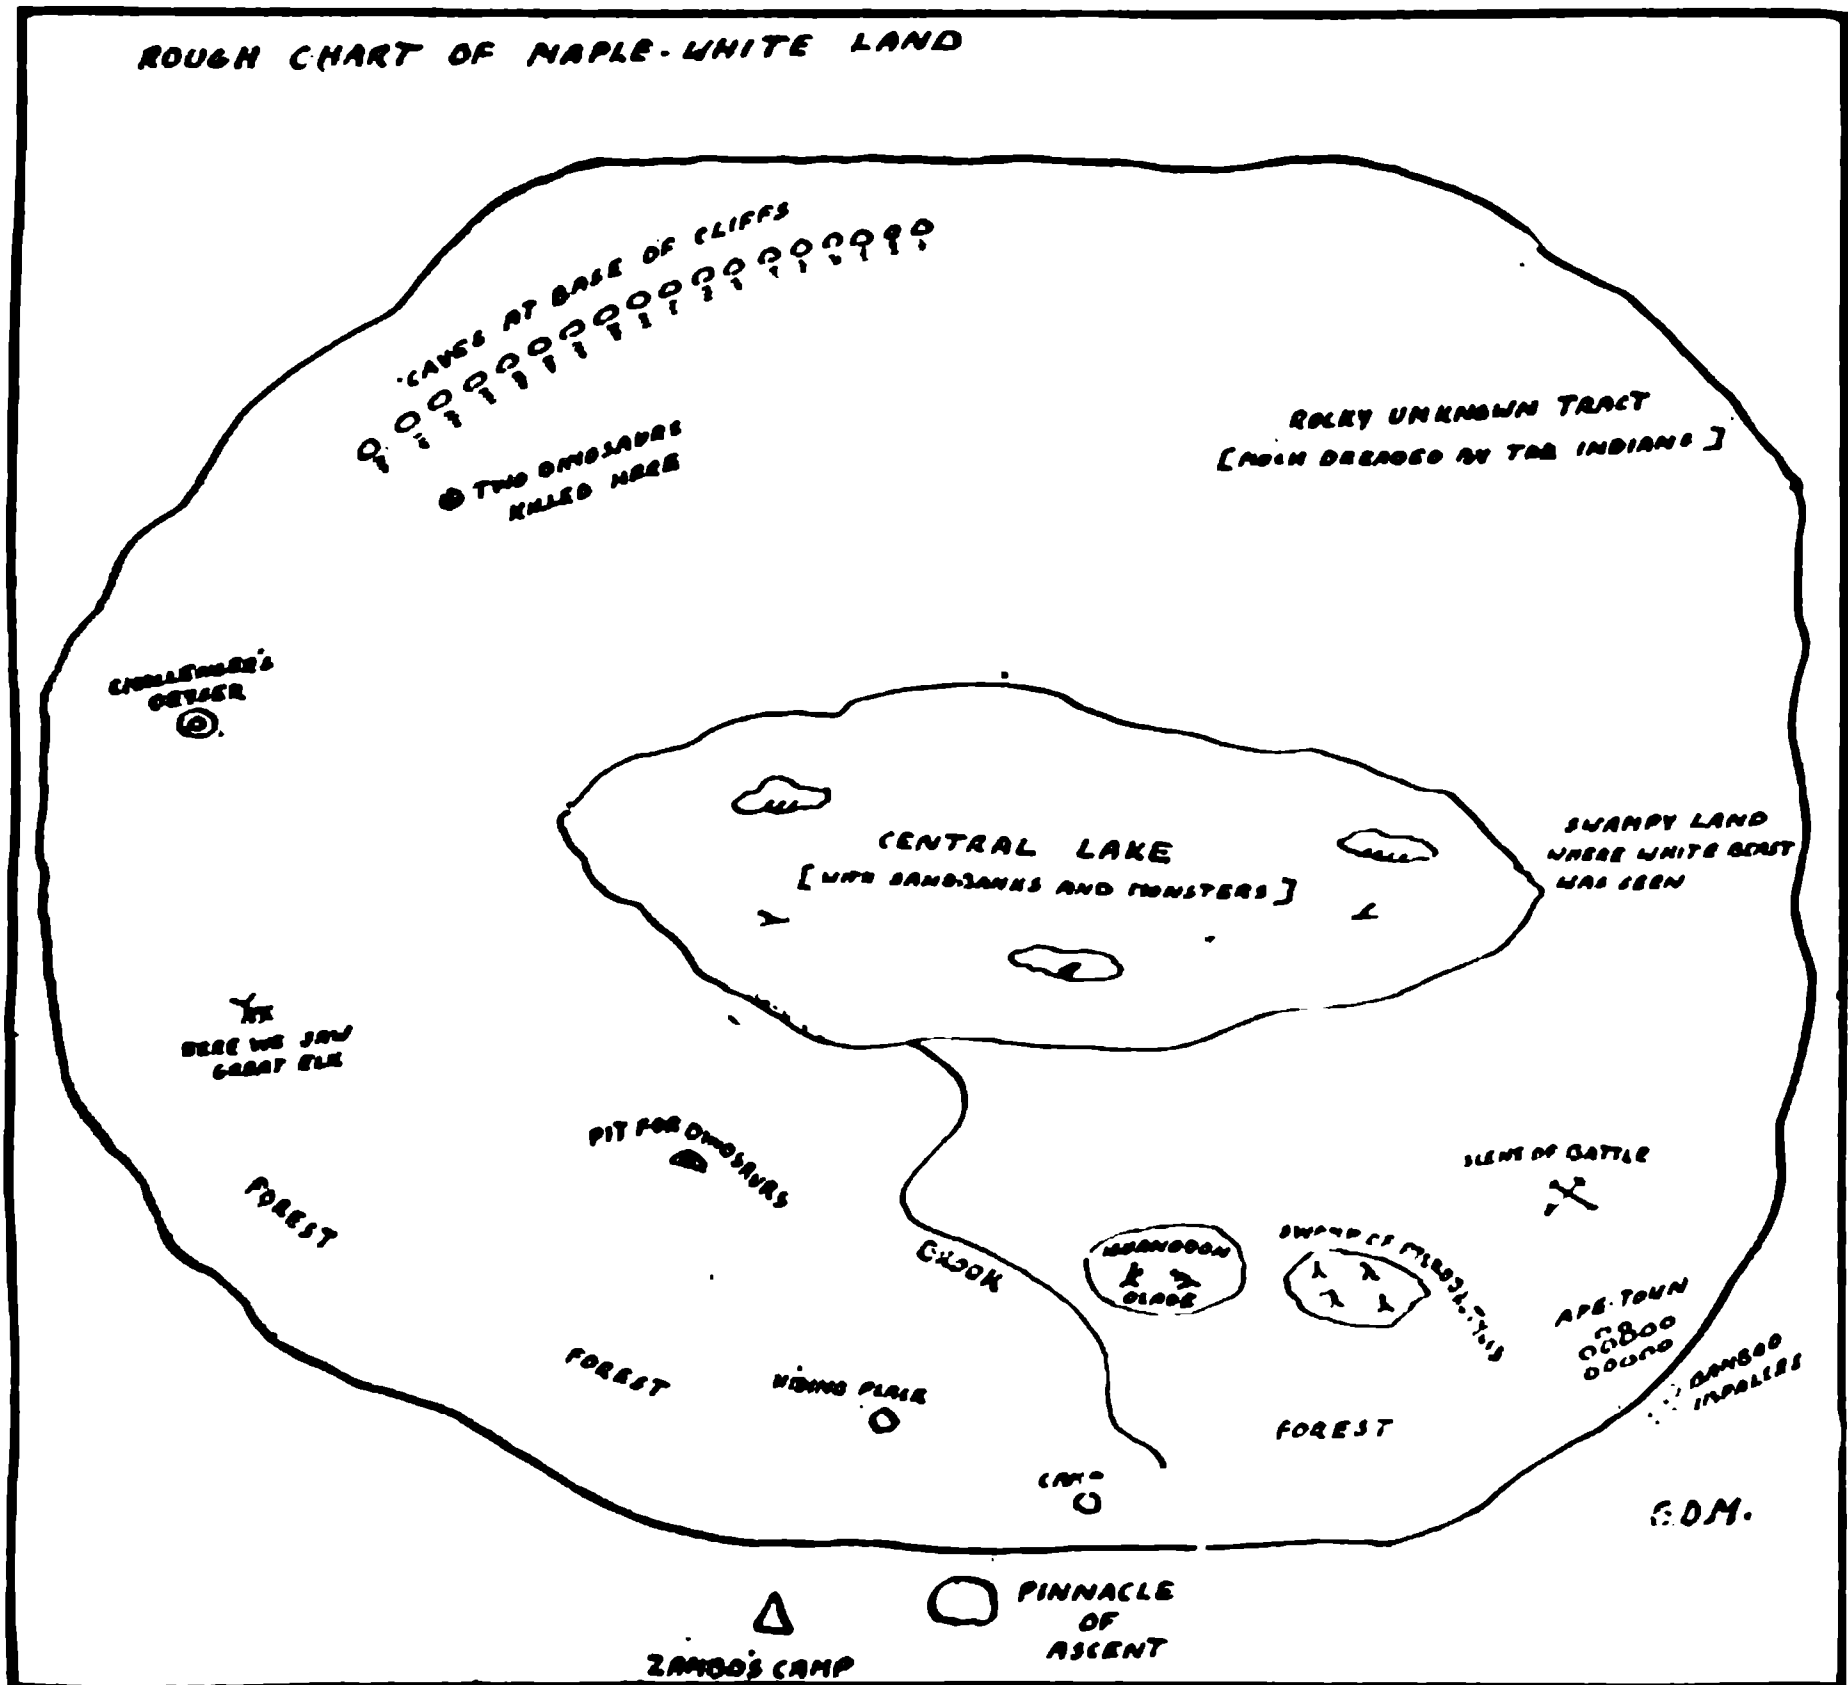 ROUGH CHART OF MAPLE-WHITE LAND
CAVES AT BASE OF CLIFFS
TWO DINOSAURS
KILLED HERE
ROCKY UNKNOWN TRACT
[MUCH DREADED BY THE INDIANS]
CHALLENGER'S
GEYSER
CENTRAL LAKE
[WITH SANDBANKS AND MONSTERS]
SWAMPY LAND
WHERE WHITE BEAST
WAS SEEN
HERE WE SAW
GREAT ELK
PIT FOR DINOSAURS
SCENE OF BATTLE
FOREST
BROOK
IGUANODON
GLADE
SWAMP OF PTERODACTYLS
APE-TOWN
BAMBOO
IMPALERS
FOREST
HIDING PLACE
FOREST
CAMP
E.D.M.
PINNACLE
OF
ASCENT
ZAMBO'S CAMP